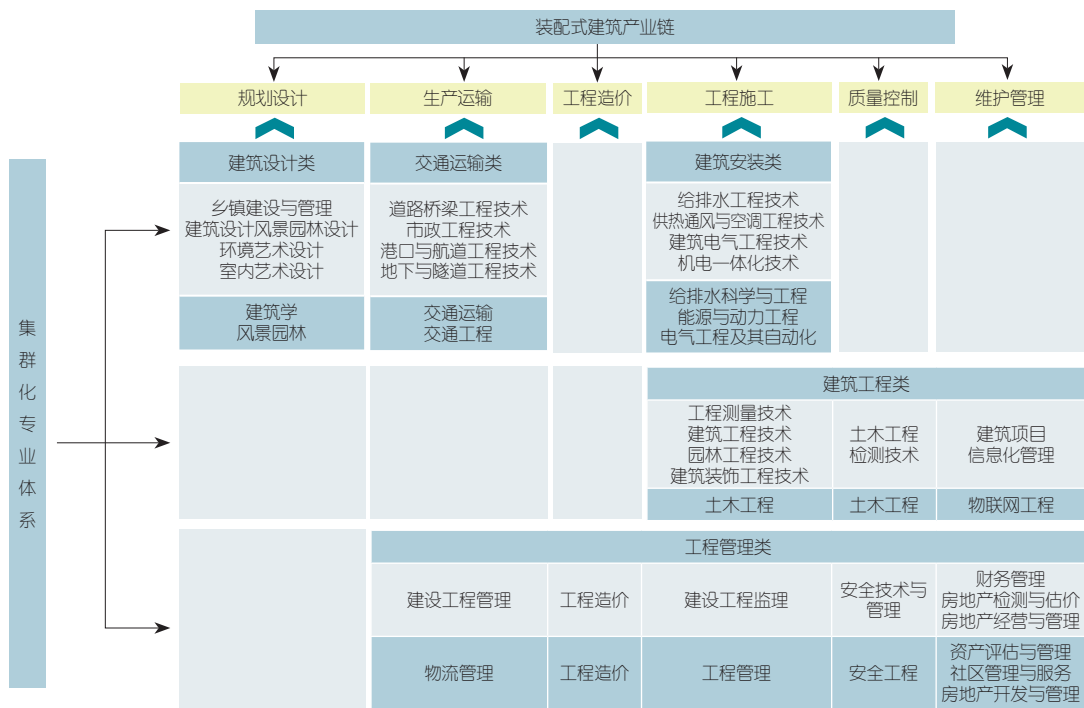 装配式建筑产业链
规划设计
生产运输
工程造价
工程施工
质量控制
维护管理
集群化专业体系
建筑设计类
乡镇建设与管理
建筑设计风景园林设计
环境艺术设计
室内艺术设计
建筑学
风景园林
交通运输类
道路桥梁工程技术
市政工程技术
港口与航道工程技术
地下与隧道工程技术
交通运输
交通工程
建筑安装类
给排水工程技术
供热通风与空调工程技术
建筑电气工程技术
机电一体化技术
给排水科学与工程
能源与动力工程
电气工程及其自动化
建筑工程类
工程测量技术
建筑工程技术
园林工程技术
建筑装饰工程技术
土木工程
检测技术
建筑项目
信息化管理
土木工程
土木工程
物联网工程
工程管理类
建设工程管理
工程造价
建设工程监理
安全技术与
管理
财务管理
房地产检测与估价
房地产经营与管理
物流管理
工程造价
工程管理
安全工程
资产评估与管理
社区管理与服务
房地产开发与管理